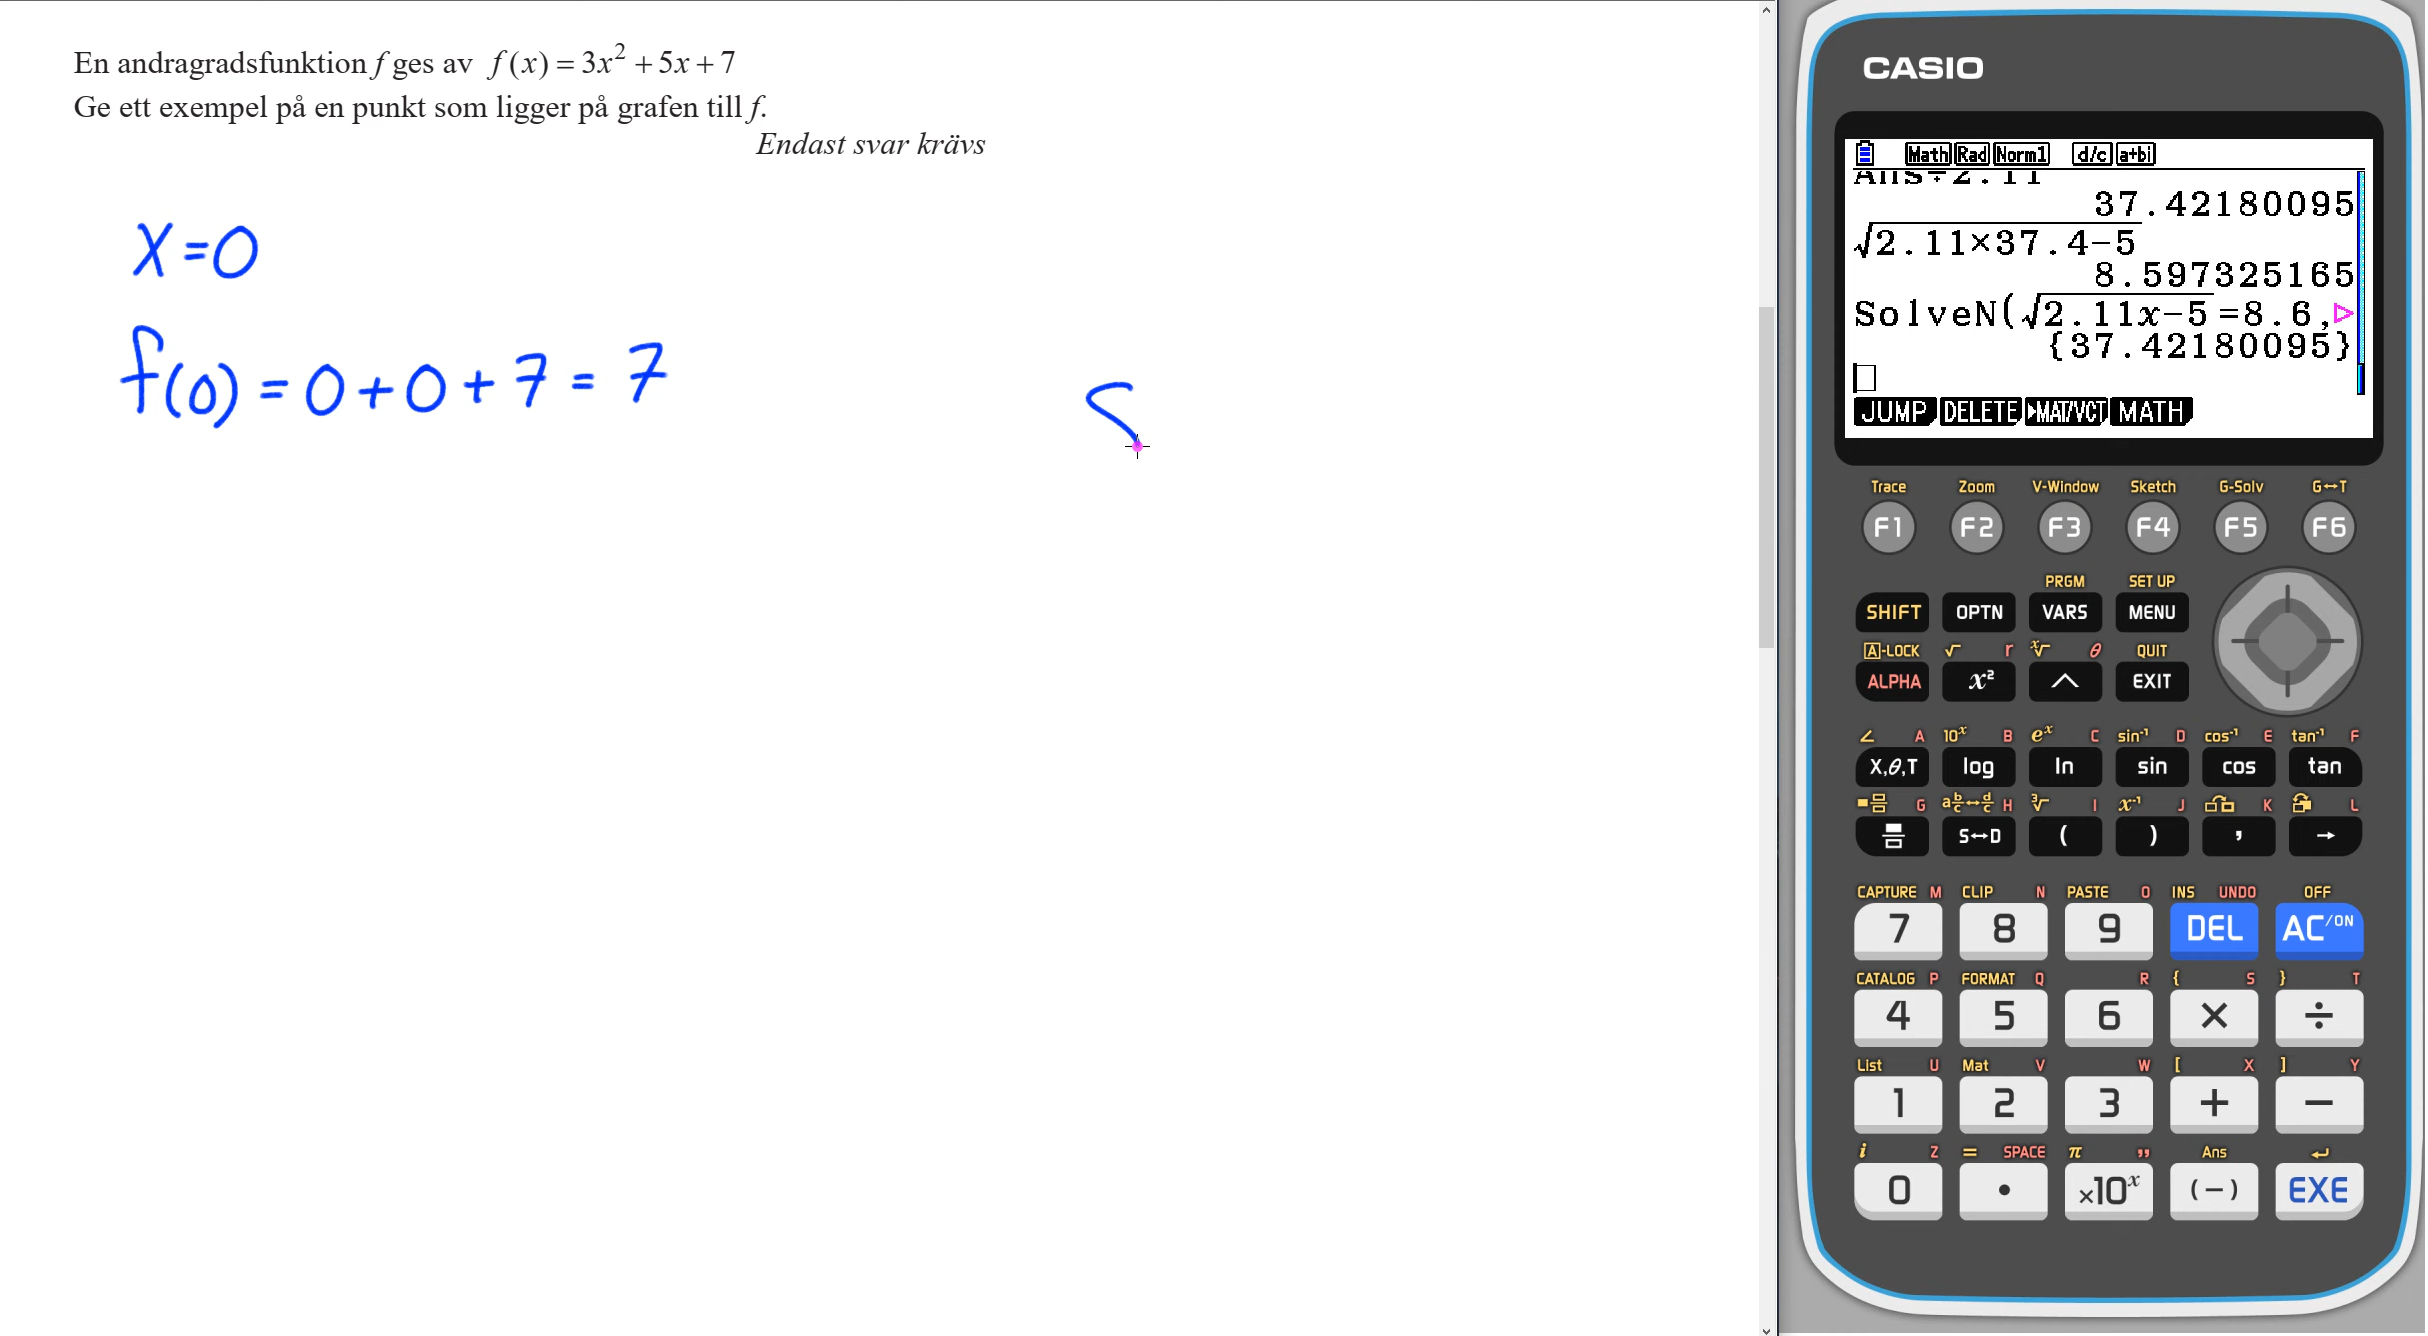 En andragradsfunktion f ges av f(x) = 3x² + 5x + 7
Ge ett exempel på en punkt som ligger på grafen till f.
Endast svar krävs
x = 0
f(0) = 0 + 0 + 7 = 7
CASIO
Math Rad Norm1 d/c a+bi
Ans÷2.11
37.42180095
√2.11×37.4−5
8.597325165
SolveN(√2.11x−5=8.6,
{37.42180095}
JUMP DELETE ▶MAT/VCT MATH
Trace Zoom V-Window Sketch G-Solv G↔T
F1 F2 F3 F4 F5 F6
PRGM SET UP
SHIFT OPTN VARS MENU
A-LOCK √ r ˣ√ θ QUIT
ALPHA x² ^ EXIT
∠ A 10ˣ B eˣ C sin⁻¹ D cos⁻¹ E tan⁻¹ F
X,θ,T log ln sin cos tan
G a b/c↔d/c H ³√ I x⁻¹ J K L
S↔D ( ) , →
CAPTURE M CLIP N PASTE O INS UNDO OFF
7 8 9 DEL AC/ON
CATALOG P FORMAT Q R { S } T
4 5 6 × ÷
List U Mat V W [ X ] Y
1 2 3 + −
i Z = SPACE π " Ans ↵
0 • ×10ˣ (−) EXE